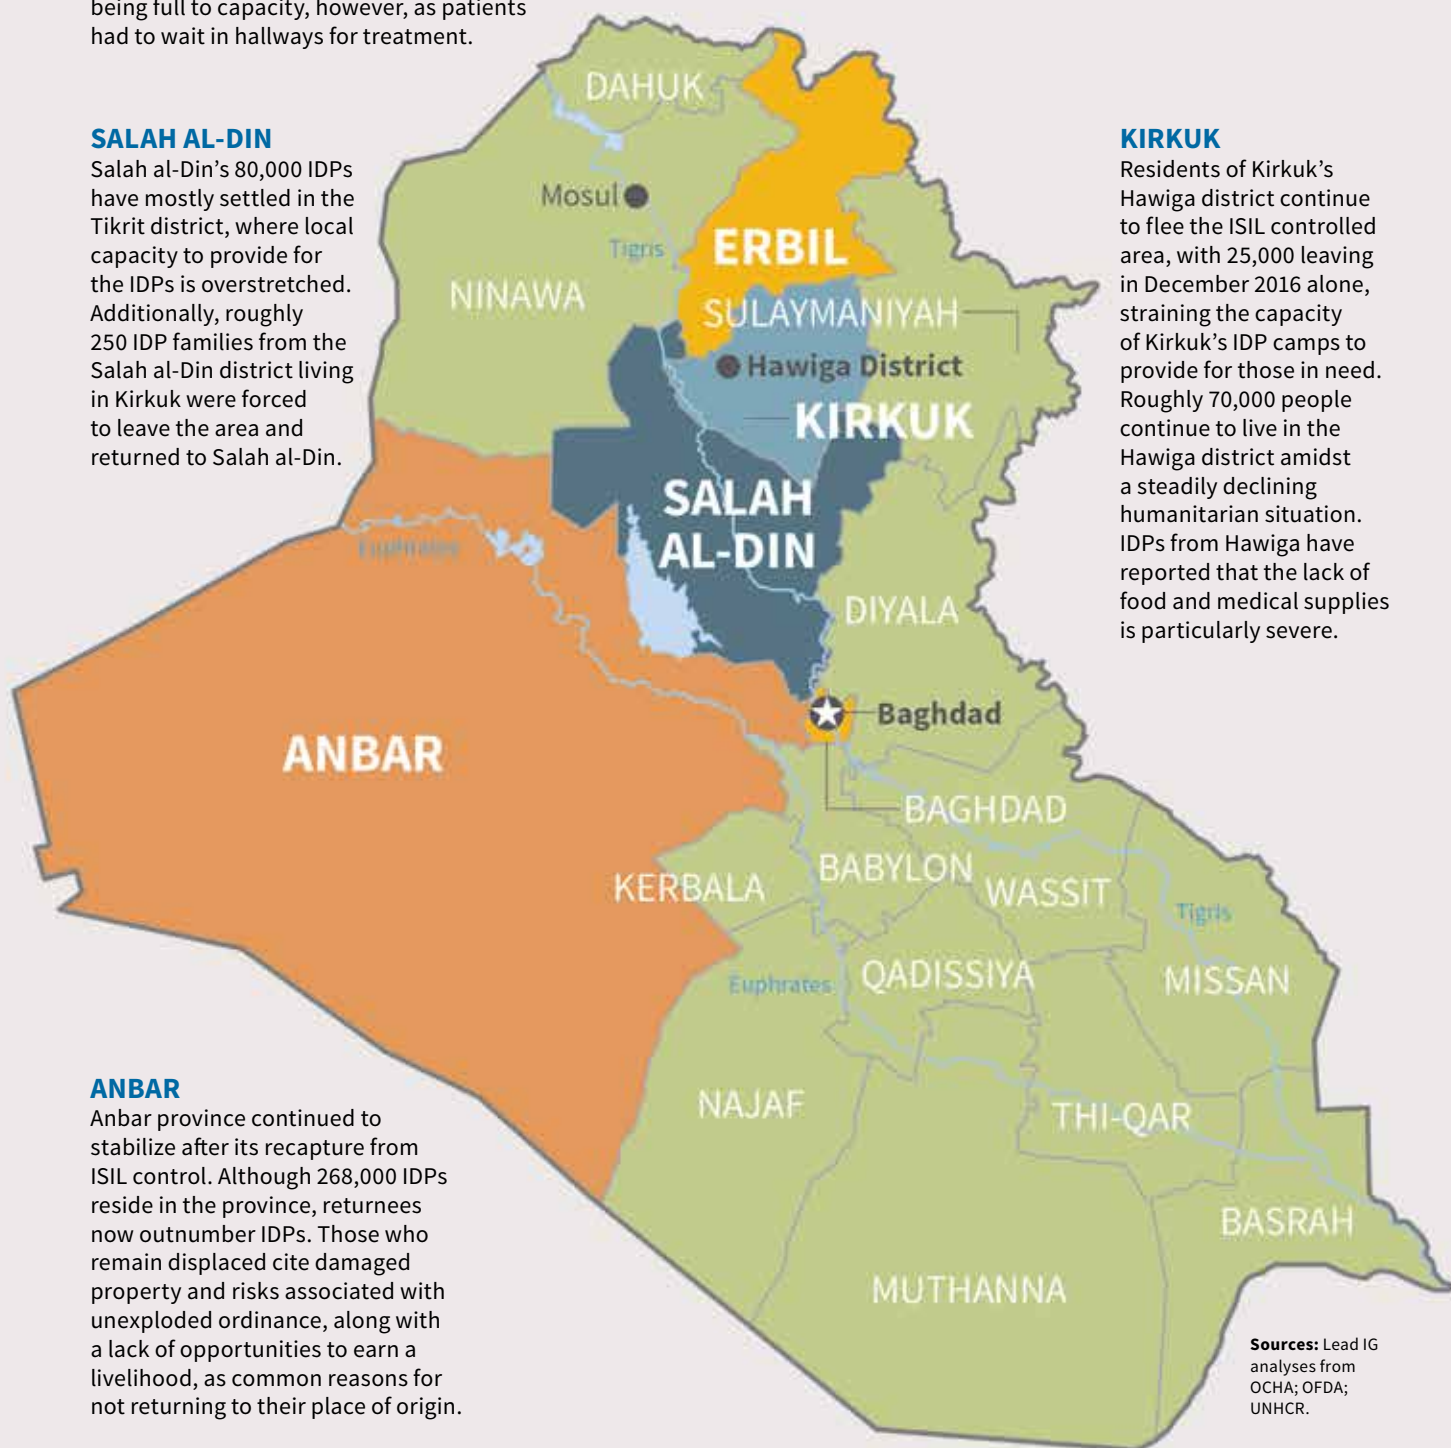 being full to capacity, however, as patients
had to wait in hallways for treatment.
SALAH AL-DIN
Salah al-Din’s 80,000 IDPs
have mostly settled in the
Tikrit district, where local
capacity to provide for
the IDPs is overstretched.
Additionally, roughly
250 IDP families from the
Salah al-Din district living
in Kirkuk were forced
to leave the area and
returned to Salah al-Din.
KIRKUK
Residents of Kirkuk’s
Hawiga district continue
to flee the ISIL controlled
area, with 25,000 leaving
in December 2016 alone,
straining the capacity
of Kirkuk’s IDP camps to
provide for those in need.
Roughly 70,000 people
continue to live in the
Hawiga district amidst
a steadily declining
humanitarian situation.
IDPs from Hawiga have
reported that the lack of
food and medical supplies
is particularly severe.
DAHUK
Mosul
Tigris
ERBIL
NINAWA
SULAYMANIYAH
Hawiga District
KIRKUK
SALAH
AL-DIN
Euphrates
DIYALA
Baghdad
ANBAR
BAGHDAD
BABYLON
KERBALA
WASSIT
Tigris
QADISSIYA
MISSAN
Euphrates
NAJAF
THI-QAR
BASRAH
MUTHANNA
ANBAR
Anbar province continued to
stabilize after its recapture from
ISIL control. Although 268,000 IDPs
reside in the province, returnees
now outnumber IDPs. Those who
remain displaced cite damaged
property and risks associated with
unexploded ordinance, along with
a lack of opportunities to earn a
livelihood, as common reasons for
not returning to their place of origin.
Sources: Lead IG
analyses from
OCHA; OFDA;
UNHCR.